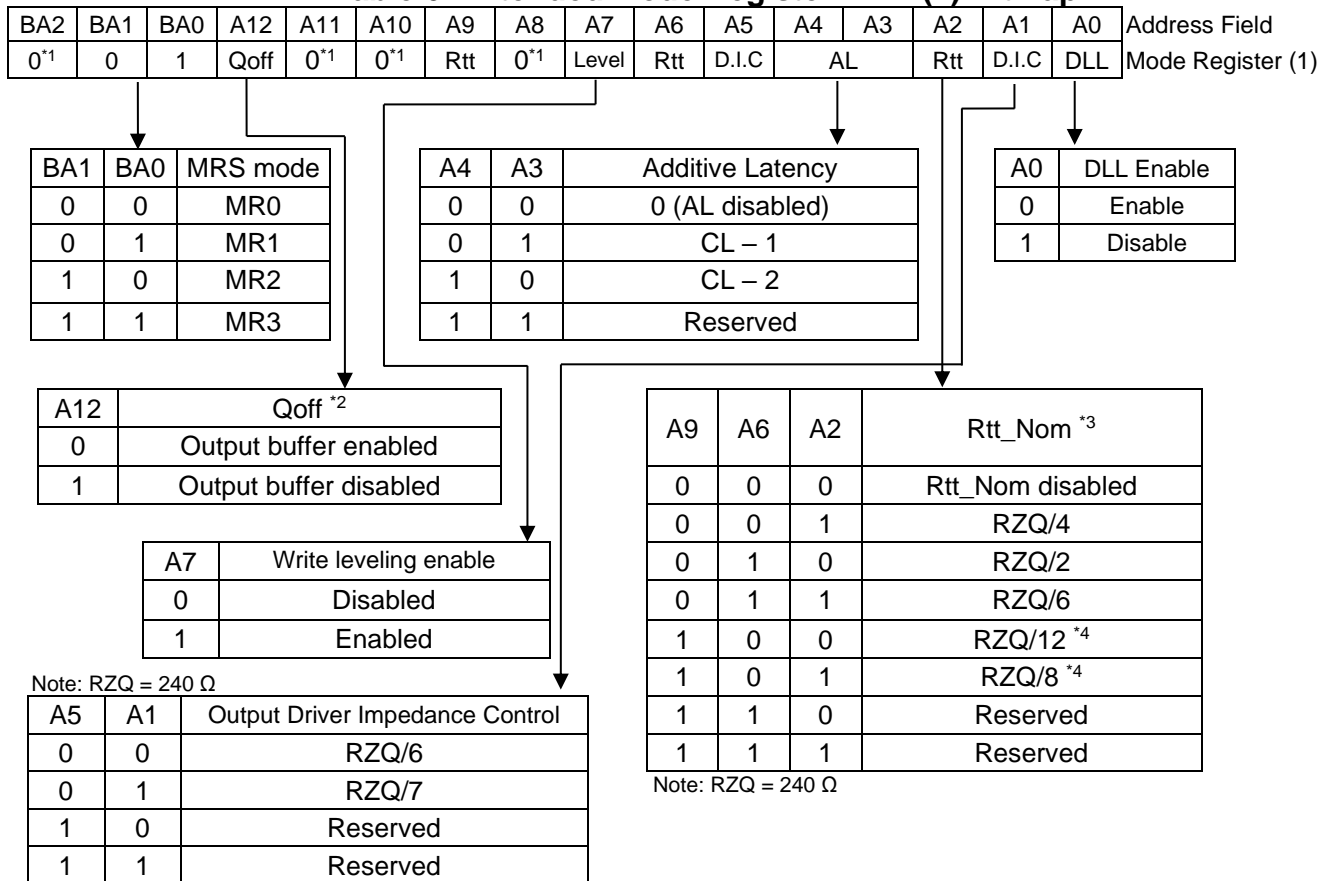 BA2 BA1 BA0 A12 A11 A10 A9 A8 A7 A6 A5 A4 A3 A2 A1 A0 Address Field
0*1 0 1 Qoff 0*1 0*1 Rtt 0*1 Level Rtt D.I.C AL Rtt D.I.C DLL Mode Register (1)
BA1 BA0 MRS mode
0 0 MR0
0 1 MR1
1 0 MR2
1 1 MR3
A4 A3 Additive Latency
0 0 0 (AL disabled)
0 1 CL – 1
1 0 CL – 2
1 1 Reserved
A0 DLL Enable
0 Enable
1 Disable
A12 Qoff *2
0 Output buffer enabled
1 Output buffer disabled
A9 A6 A2 Rtt_Nom *3
0 0 0 Rtt_Nom disabled
0 0 1 RZQ/4
0 1 0 RZQ/2
0 1 1 RZQ/6
1 0 0 RZQ/12 *4
1 0 1 RZQ/8 *4
1 1 0 Reserved
1 1 1 Reserved
Note: RZQ = 240 Ω
A7 Write leveling enable
0 Disabled
1 Enabled
Note: RZQ = 240 Ω
A5 A1 Output Driver Impedance Control
0 0 RZQ/6
0 1 RZQ/7
1 0 Reserved
1 1 Reserved